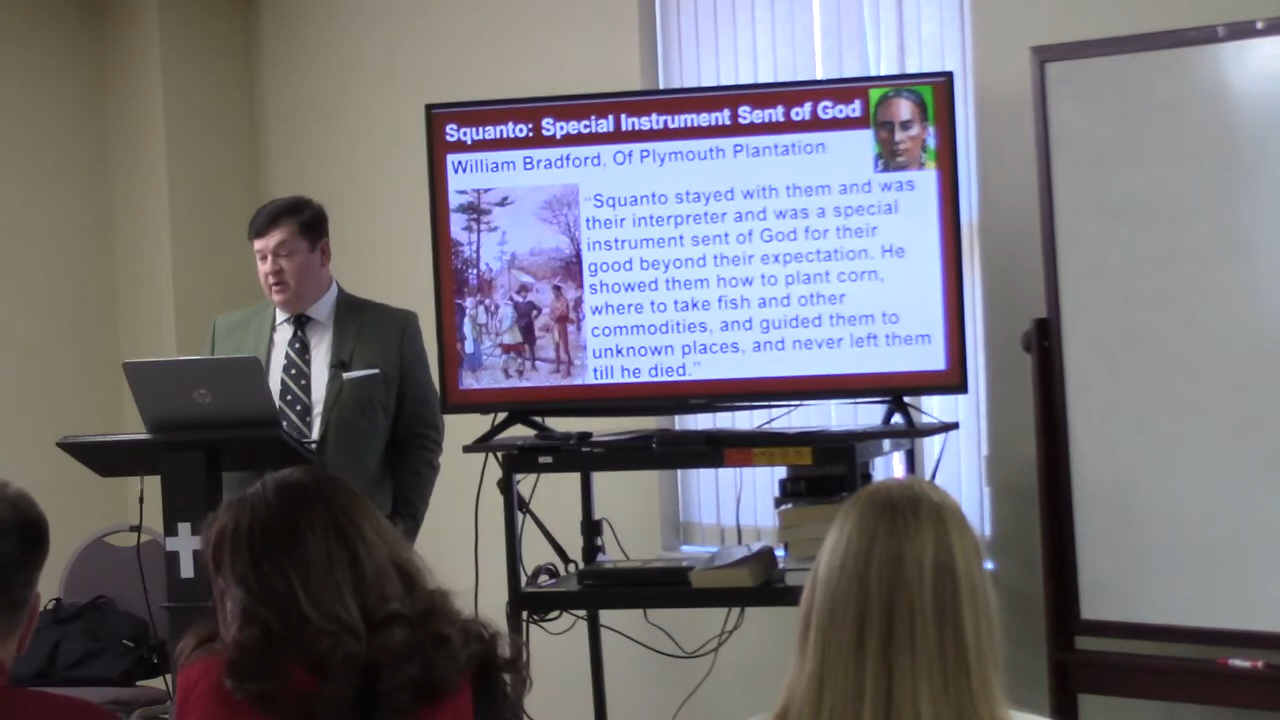 Squanto: Special Instrument Sent of God
William Bradford, Of Plymouth Plantation
"Squanto stayed with them and was
their interpreter and was a special
instrument sent of God for their
good beyond their expectation. He
showed them how to plant corn,
where to take fish and other
commodities, and guided them to
unknown places, and never left them
till he died."
hp